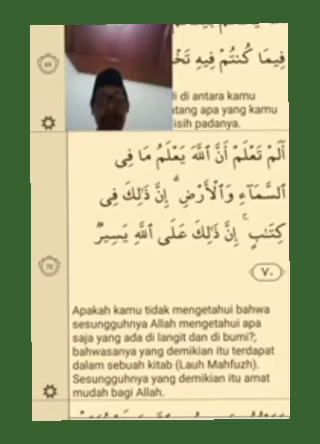 فِيمَا كُنتُمْ فِيهِ
di antara kamu
tang apa yang kamu
isih padanya.
أَلَمْ تَعْلَمْ أَنَّ ٱللَّهَ يَعْلَمُ مَا فِى
ٱلسَّمَآءِ وَٱلْأَرْضِ ۗ إِنَّ ذَٰلِكَ فِى
كِتَٰبٍ ۚ إِنَّ ذَٰلِكَ عَلَى ٱللَّهِ يَسِيرٌ
٧٠
70
Apakah kamu tidak mengetahui bahwa
sesungguhnya Allah mengetahui apa
saja yang ada di langit dan di bumi?;
bahwasanya yang demikian itu terdapat
dalam sebuah kitab (Lauh Mahfuzh).
Sesungguhnya yang demikian itu amat
mudah bagi Allah.